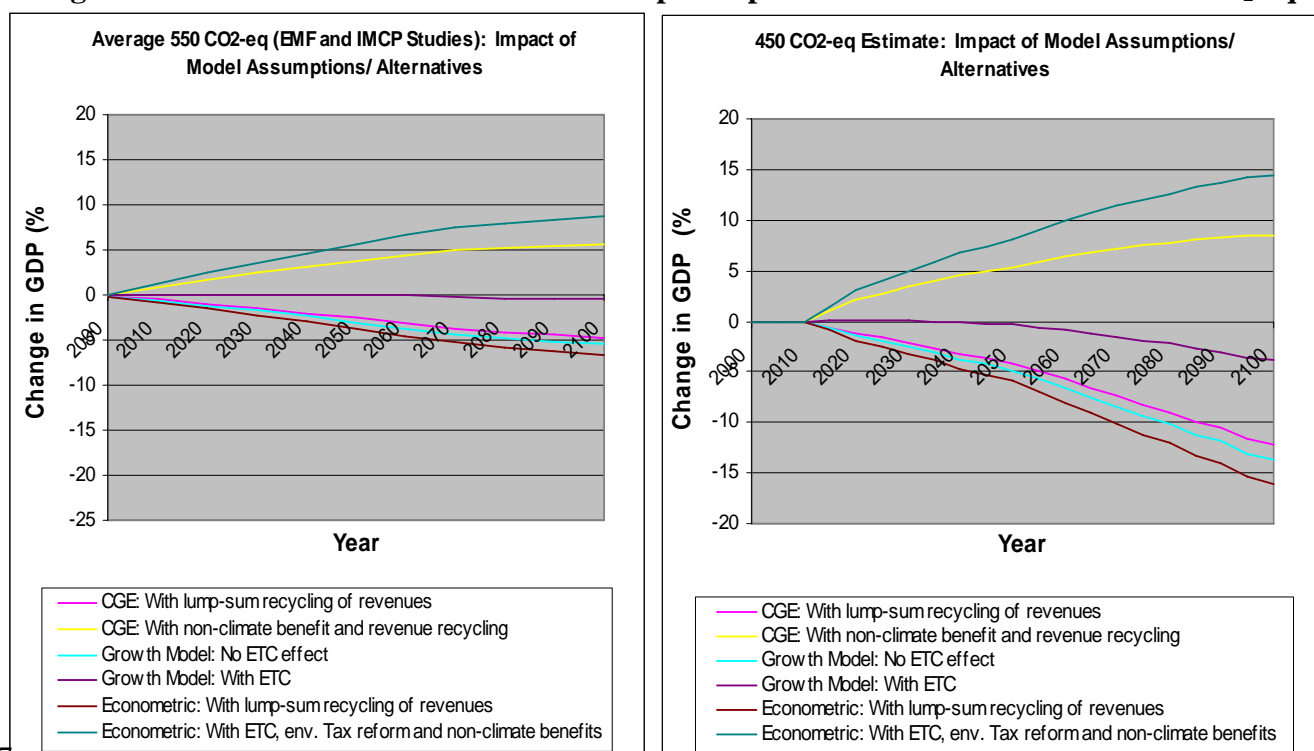 Average 550 CO2-eq (EMF and IMCP Studies): Impact of
Model Assumptions/ Alternatives
20
15
10
5
0
-5
-10
-15
-20
-25
Change in GDP (%
2000
2010
2020
2030
2040
2050
2060
2070
2080
2090
2100
Year
CGE: With lump-sum recycling of revenues
CGE: With non-climate benefit and revenue recycling
Growth Model: No ETC effect
Growth Model: With ETC
Econometric: With lump-sum recycling of revenues
Econometric: With ETC, env. Tax reform and non-climate benefits
450 CO2-eq Estimate: Impact of Model Assumptions/
Alternatives
20
15
10
5
0
-5
-10
-15
-20
Change in GDP (%
2000
2010
2020
2030
2040
2050
2060
2070
2080
2090
2100
Year
CGE: With lump-sum recycling of revenues
CGE: With non-climate benefit and revenue recycling
Growth Model: No ETC effect
Growth Model: With ETC
Econometric: With lump-sum recycling of revenues
Econometric: With ETC, env. Tax reform and non-climate benefits